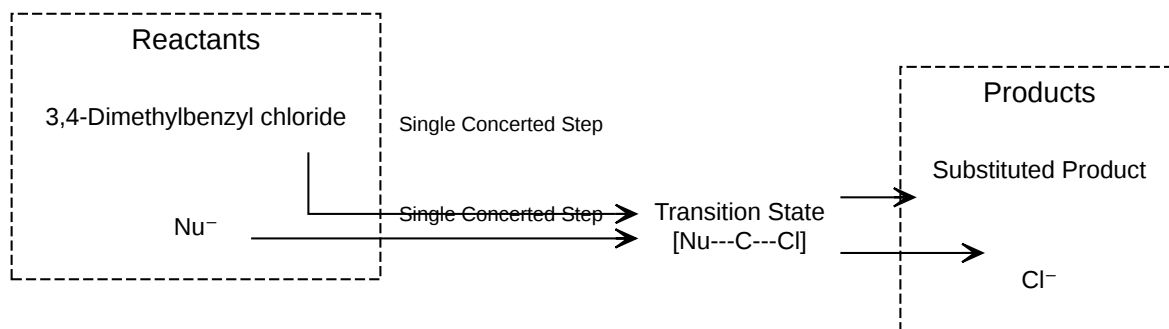 Reactants
3,4-Dimethylbenzyl chloride
Nu⁻
Single Concerted Step
Single Concerted Step
Transition State
[Nu---C---Cl]
Products
Substituted Product
Cl⁻